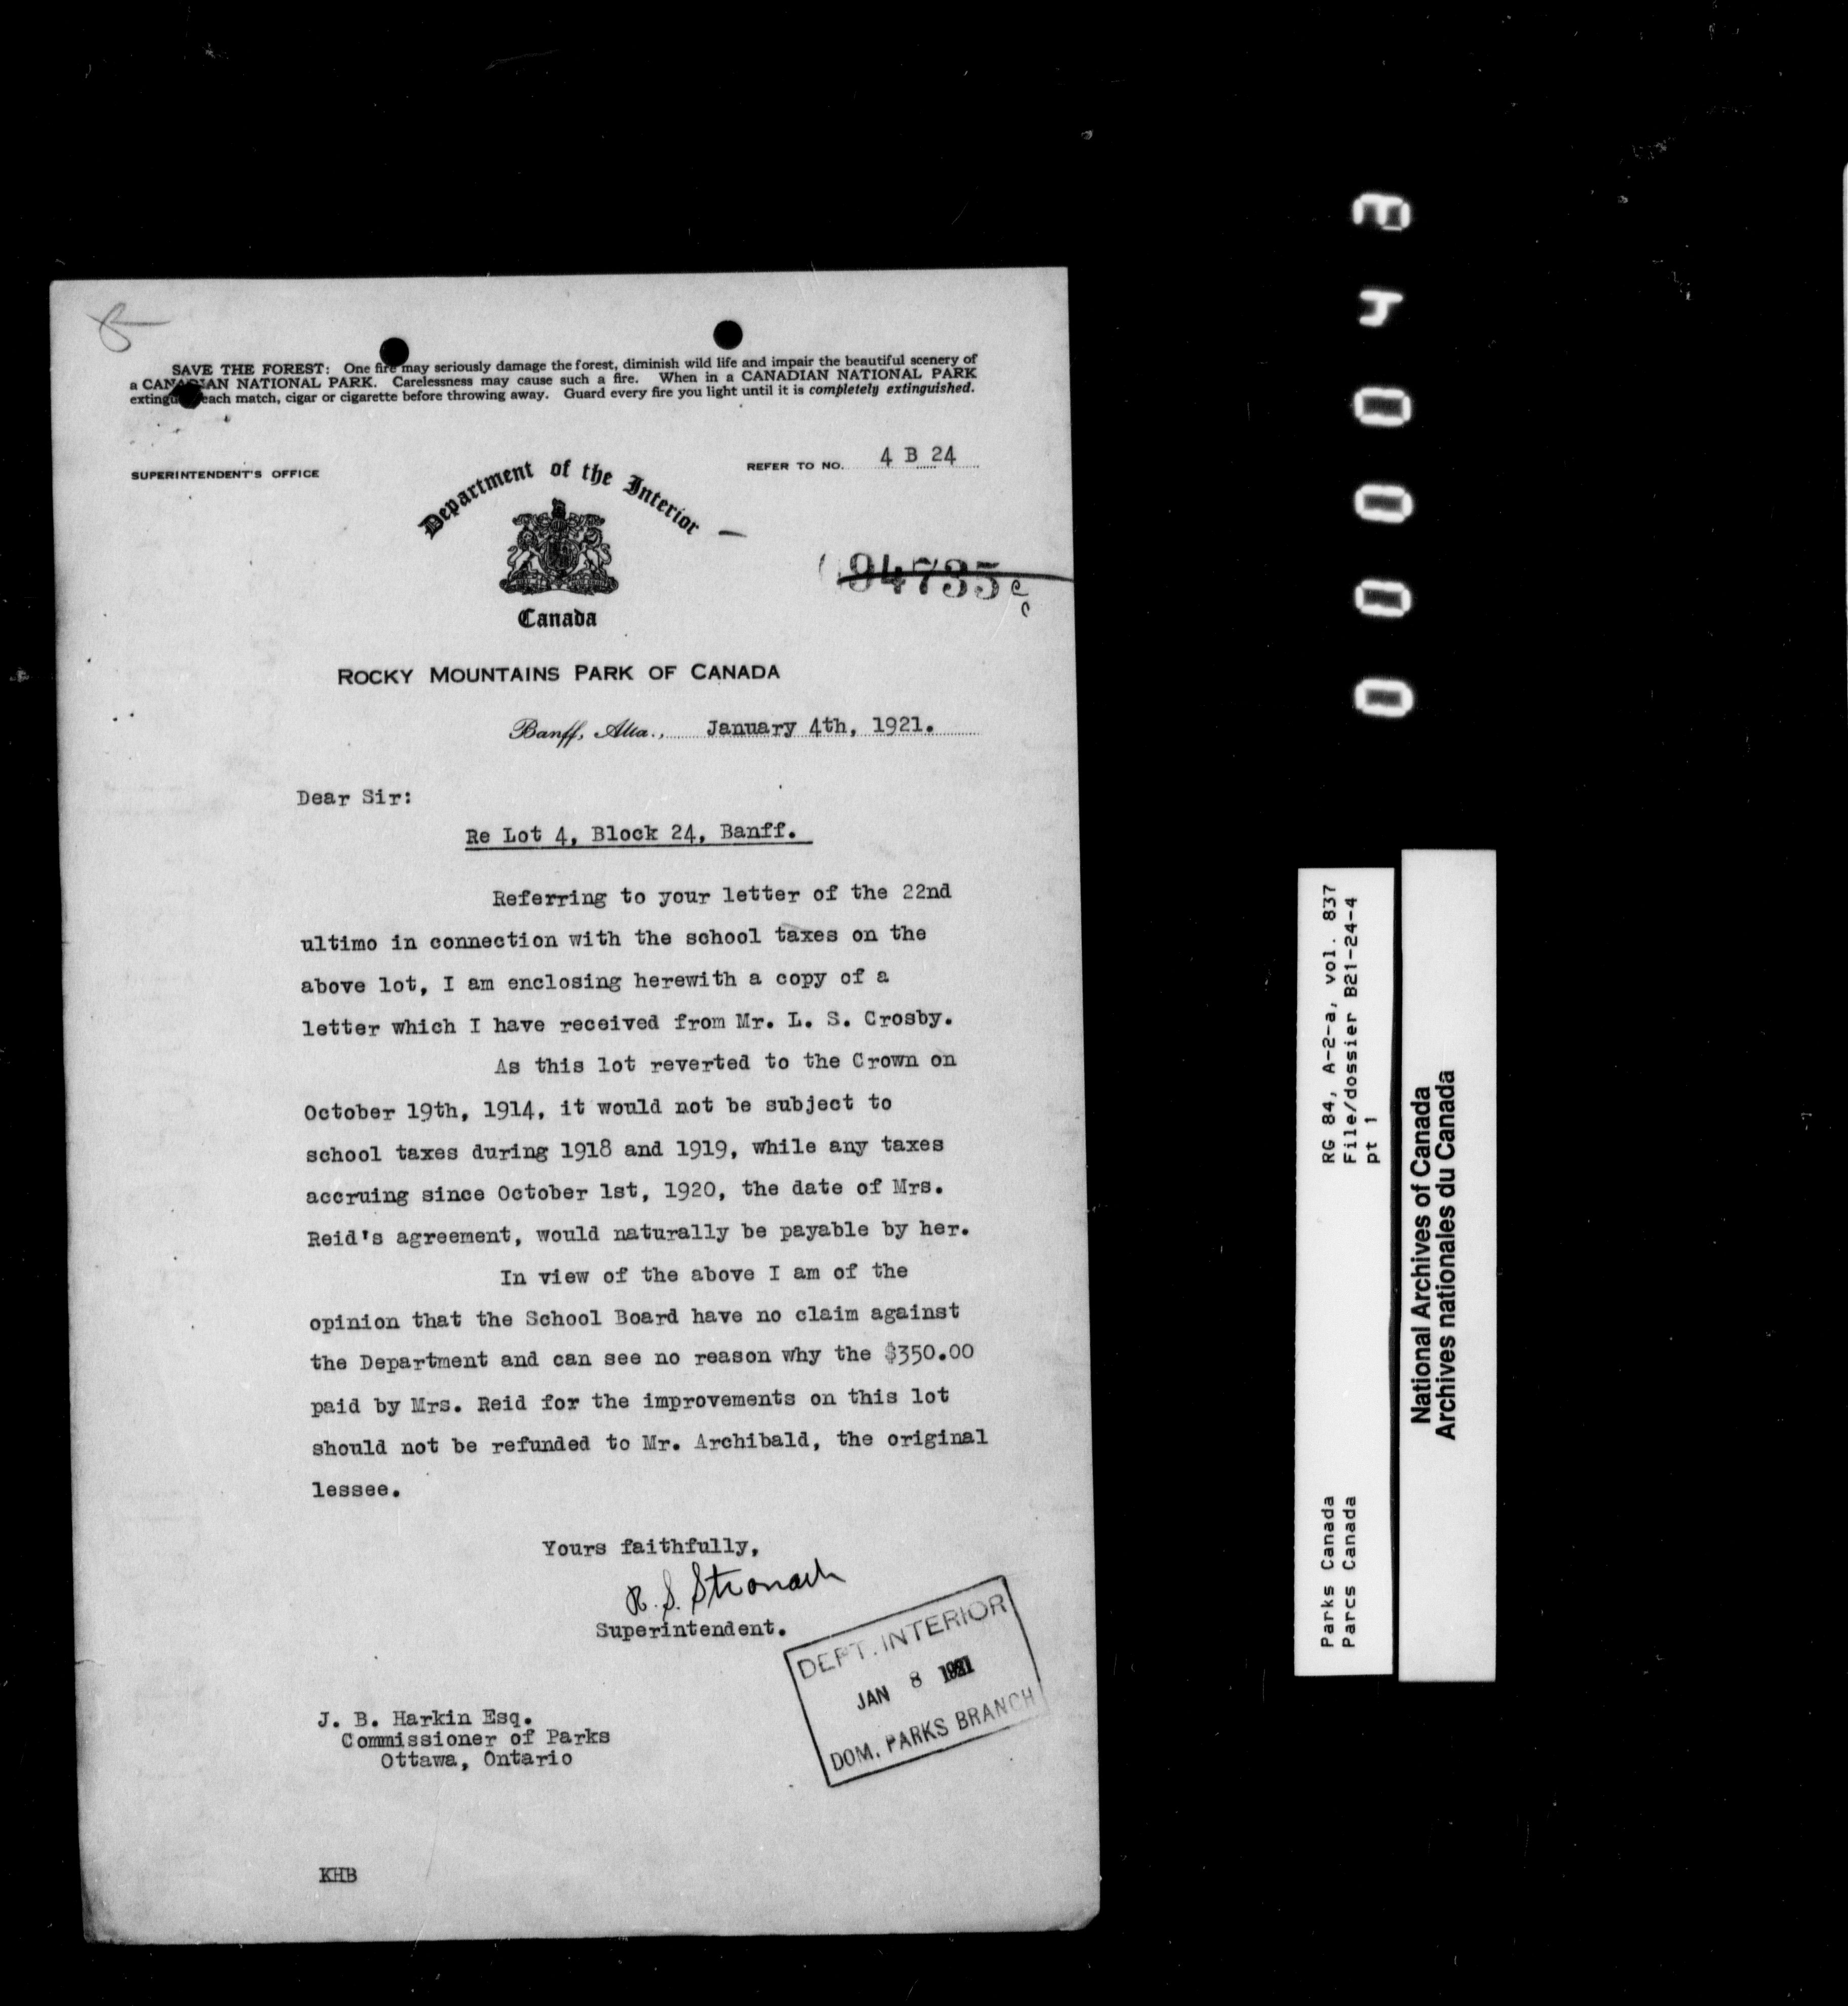 SAVE THE FOREST: One fire may seriously damage the forest, diminish wild life and impair the beautiful scenery of
a CANADIAN NATIONAL PARK. Carelessness may cause such a fire. When in a CANADIAN NATIONAL PARK
extinguish each match, cigar or cigarette before throwing away. Guard every fire you light until it is completely extinguished.
SUPERINTENDENT'S OFFICE
REFER TO NO. 4 B 24
Department of the Interior
94735
Canada
ROCKY MOUNTAINS PARK OF CANADA
Banff, Alta., January 4th, 1921.
Dear Sir:
Re Lot 4, Block 24, Banff.
Referring to your letter of the 22nd
ultimo in connection with the school taxes on the
above lot, I am enclosing herewith a copy of a
letter which I have received from Mr. L. S. Crosby.
As this lot reverted to the Crown on
October 19th, 1914, it would not be subject to
school taxes during 1918 and 1919, while any taxes
accruing since October 1st, 1920, the date of Mrs.
Reid's agreement, would naturally be payable by her.
In view of the above I am of the
opinion that the School Board have no claim against
the Department and can see no reason why the $350.00
paid by Mrs. Reid for the improvements on this lot
should not be refunded to Mr. Archibald, the original
lessee.
Yours faithfully,
R. S. Stronach
Superintendent.
DEPT. INTERIOR
JAN 8 1921
DOM. PARKS BRANCH
J. B. Harkin Esq.
Commissioner of Parks
Ottawa, Ontario
KHB
Parks Canada
Parcs Canada
RG 84, A-2-a, vol. 837
File/dossier B21-24-4
pt 1
National Archives of Canada
Archives nationales du Canada